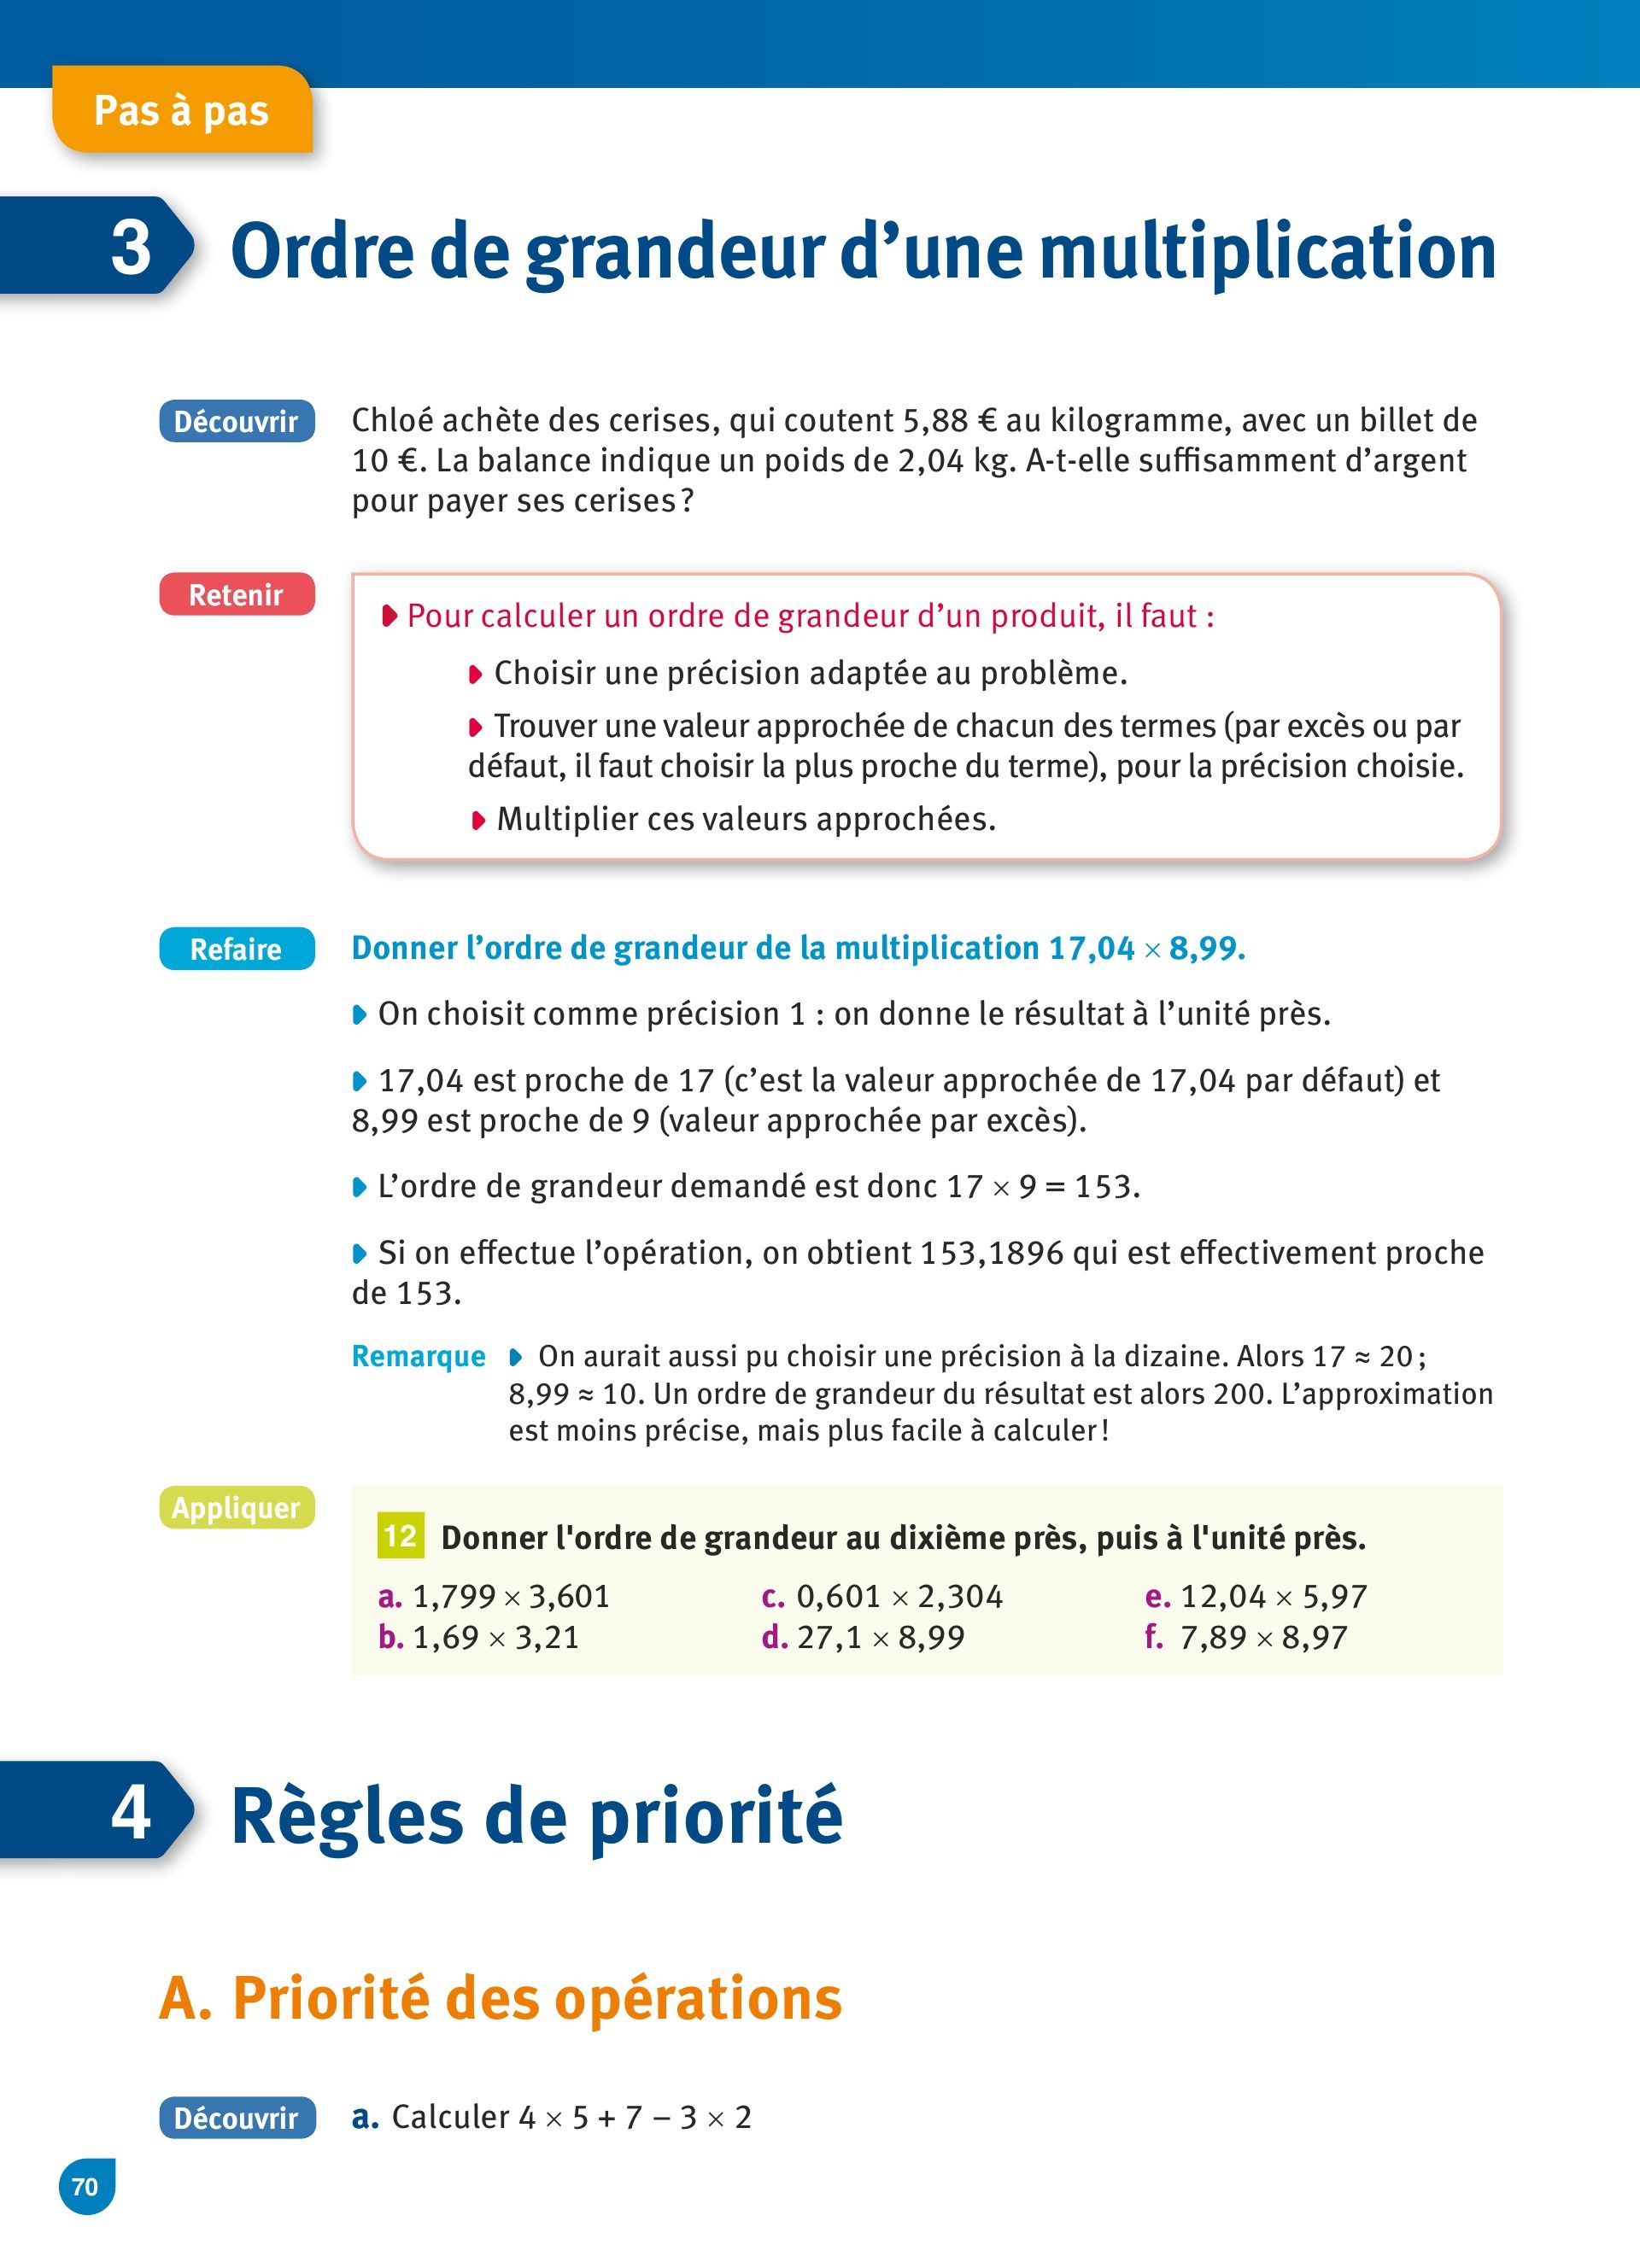 Pas à pas
3 Ordre de grandeur d’une multiplication
Découvrir Chloé achète des cerises, qui coutent 5,88 € au kilogramme, avec un billet de
10 €. La balance indique un poids de 2,04 kg. A-t-elle suffisamment d’argent
pour payer ses cerises ?
Retenir
Pour calculer un ordre de grandeur d’un produit, il faut :
Choisir une précision adaptée au problème.
Trouver une valeur approchée de chacun des termes (par excès ou par
défaut, il faut choisir la plus proche du terme), pour la précision choisie.
Multiplier ces valeurs approchées.
Refaire Donner l’ordre de grandeur de la multiplication 17,04 × 8,99.
On choisit comme précision 1 : on donne le résultat à l’unité près.
17,04 est proche de 17 (c’est la valeur approchée de 17,04 par défaut) et
8,99 est proche de 9 (valeur approchée par excès).
L’ordre de grandeur demandé est donc 17 × 9 = 153.
Si on effectue l’opération, on obtient 153,1896 qui est effectivement proche
de 153.
Remarque On aurait aussi pu choisir une précision à la dizaine. Alors 17 ≈ 20 ;
8,99 ≈ 10. Un ordre de grandeur du résultat est alors 200. L’approximation
est moins précise, mais plus facile à calculer !
Appliquer
12 Donner l'ordre de grandeur au dixième près, puis à l'unité près.
a. 1,799 × 3,601 c. 0,601 × 2,304 e. 12,04 × 5,97
b. 1,69 × 3,21 d. 27,1 × 8,99 f. 7,89 × 8,97
4 Règles de priorité
A. Priorité des opérations
Découvrir a. Calculer 4 × 5 + 7 – 3 × 2
70